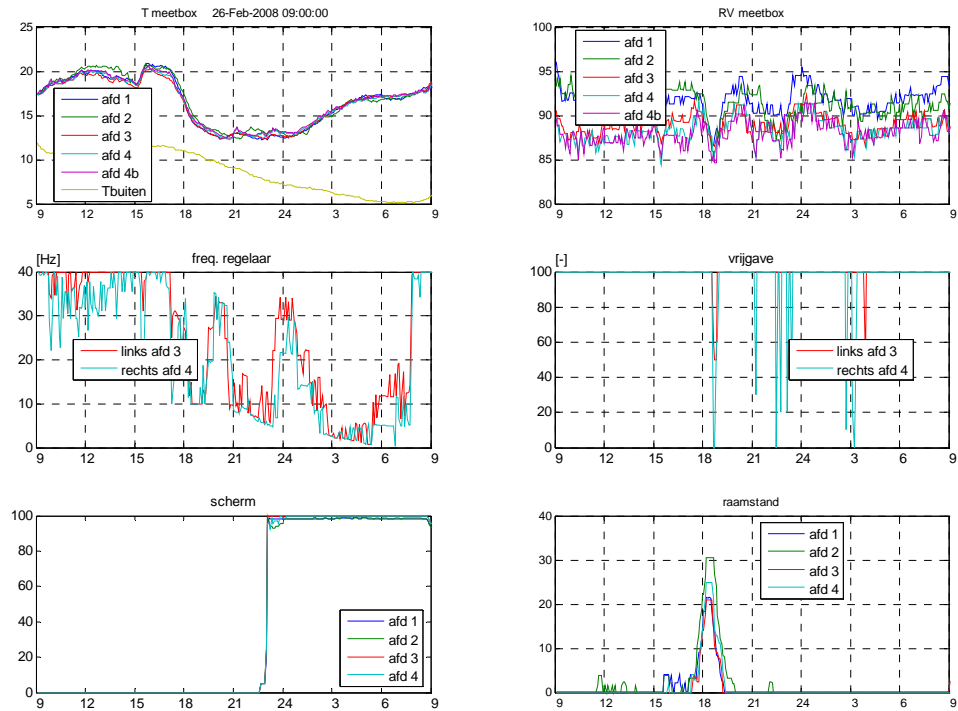 T meetbox 26-Feb-2008 09:00:00
25
20
15
10
5
9 12 15 18 21 24 3 6 9
afd 1
afd 2
afd 3
afd 4
afd 4b
Tbuiten
RV meetbox
100
95
90
85
80
9 12 15 18 21 24 3 6 9
afd 1
afd 2
afd 3
afd 4
afd 4b
[Hz]
freq. regelaar
40
30
20
10
0
9 12 15 18 21 24 3 6 9
links afd 3
rechts afd 4
[-]
vrijgave
100
80
60
40
20
0
9 12 15 18 21 24 3 6 9
links afd 3
rechts afd 4
scherm
100
80
60
40
20
0
9 12 15 18 21 24 3 6 9
afd 1
afd 2
afd 3
afd 4
raamstand
40
30
20
10
0
9 12 15 18 21 24 3 6 9
afd 1
afd 2
afd 3
afd 4